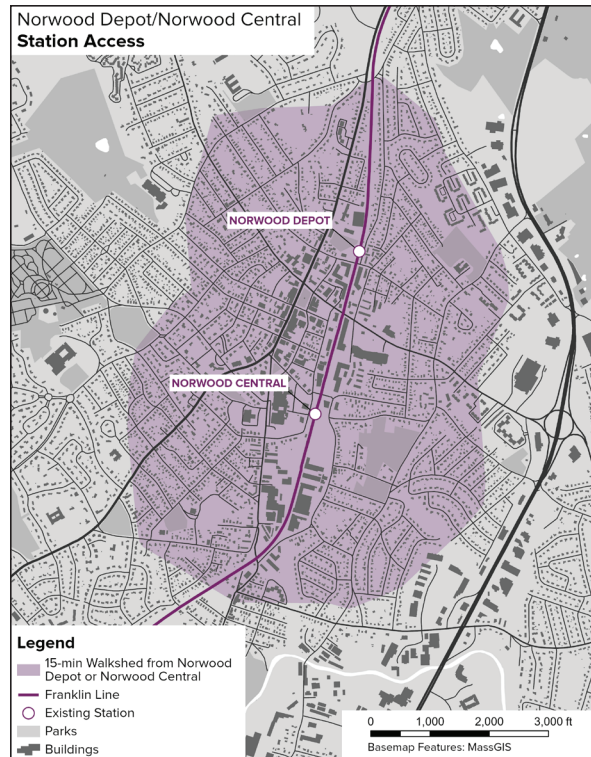 Norwood Depot/Norwood Central
Station Access
NORWOOD DEPOT
NORWOOD CENTRAL
Legend
15-min Walkshed from Norwood
Depot or Norwood Central
Franklin Line
Existing Station
Parks
Buildings
0 1,000 2,000 3,000 ft
Basemap Features: MassGIS